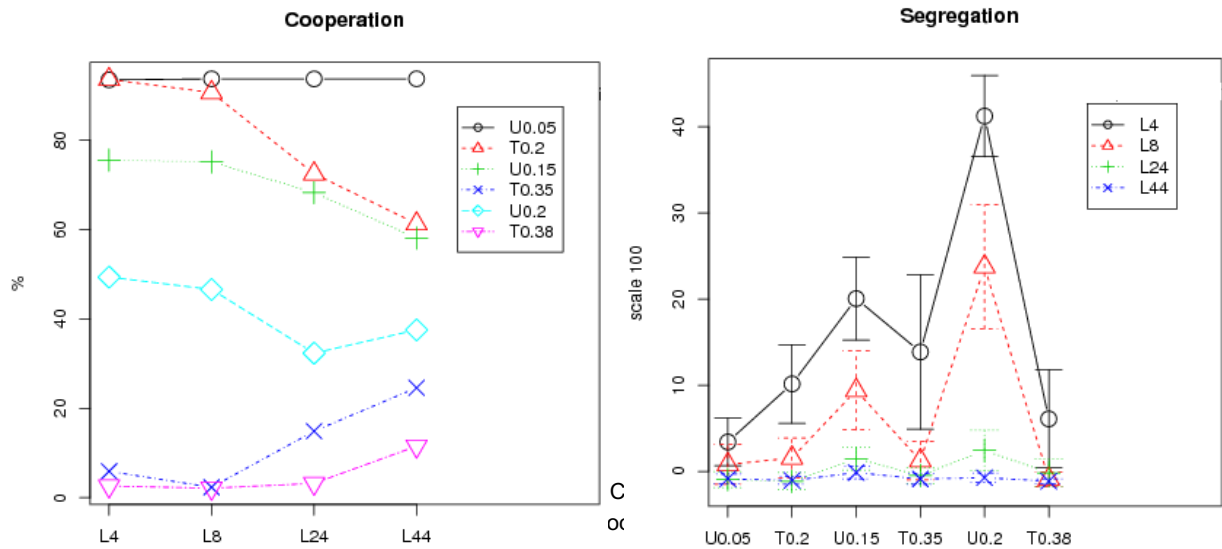 Cooperation
%
0
20
40
60
80
L4 L8 L24 L44
U0.05
T0.2
U0.15
T0.35
U0.2
T0.38
Segregation
scale 100
0
10
20
30
40
U0.05 T0.2 U0.15 T0.35 U0.2 T0.38
L4
L8
L24
L44